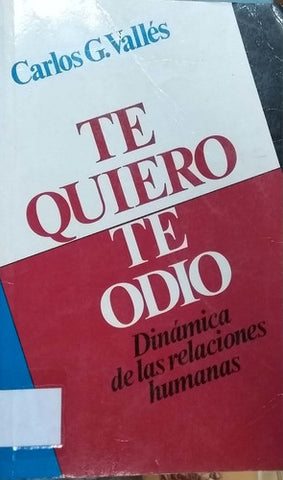 Carlos G. Vallés
TE
QUIERO
TE
ODIO
Dinámica
de las relaciones
humanas